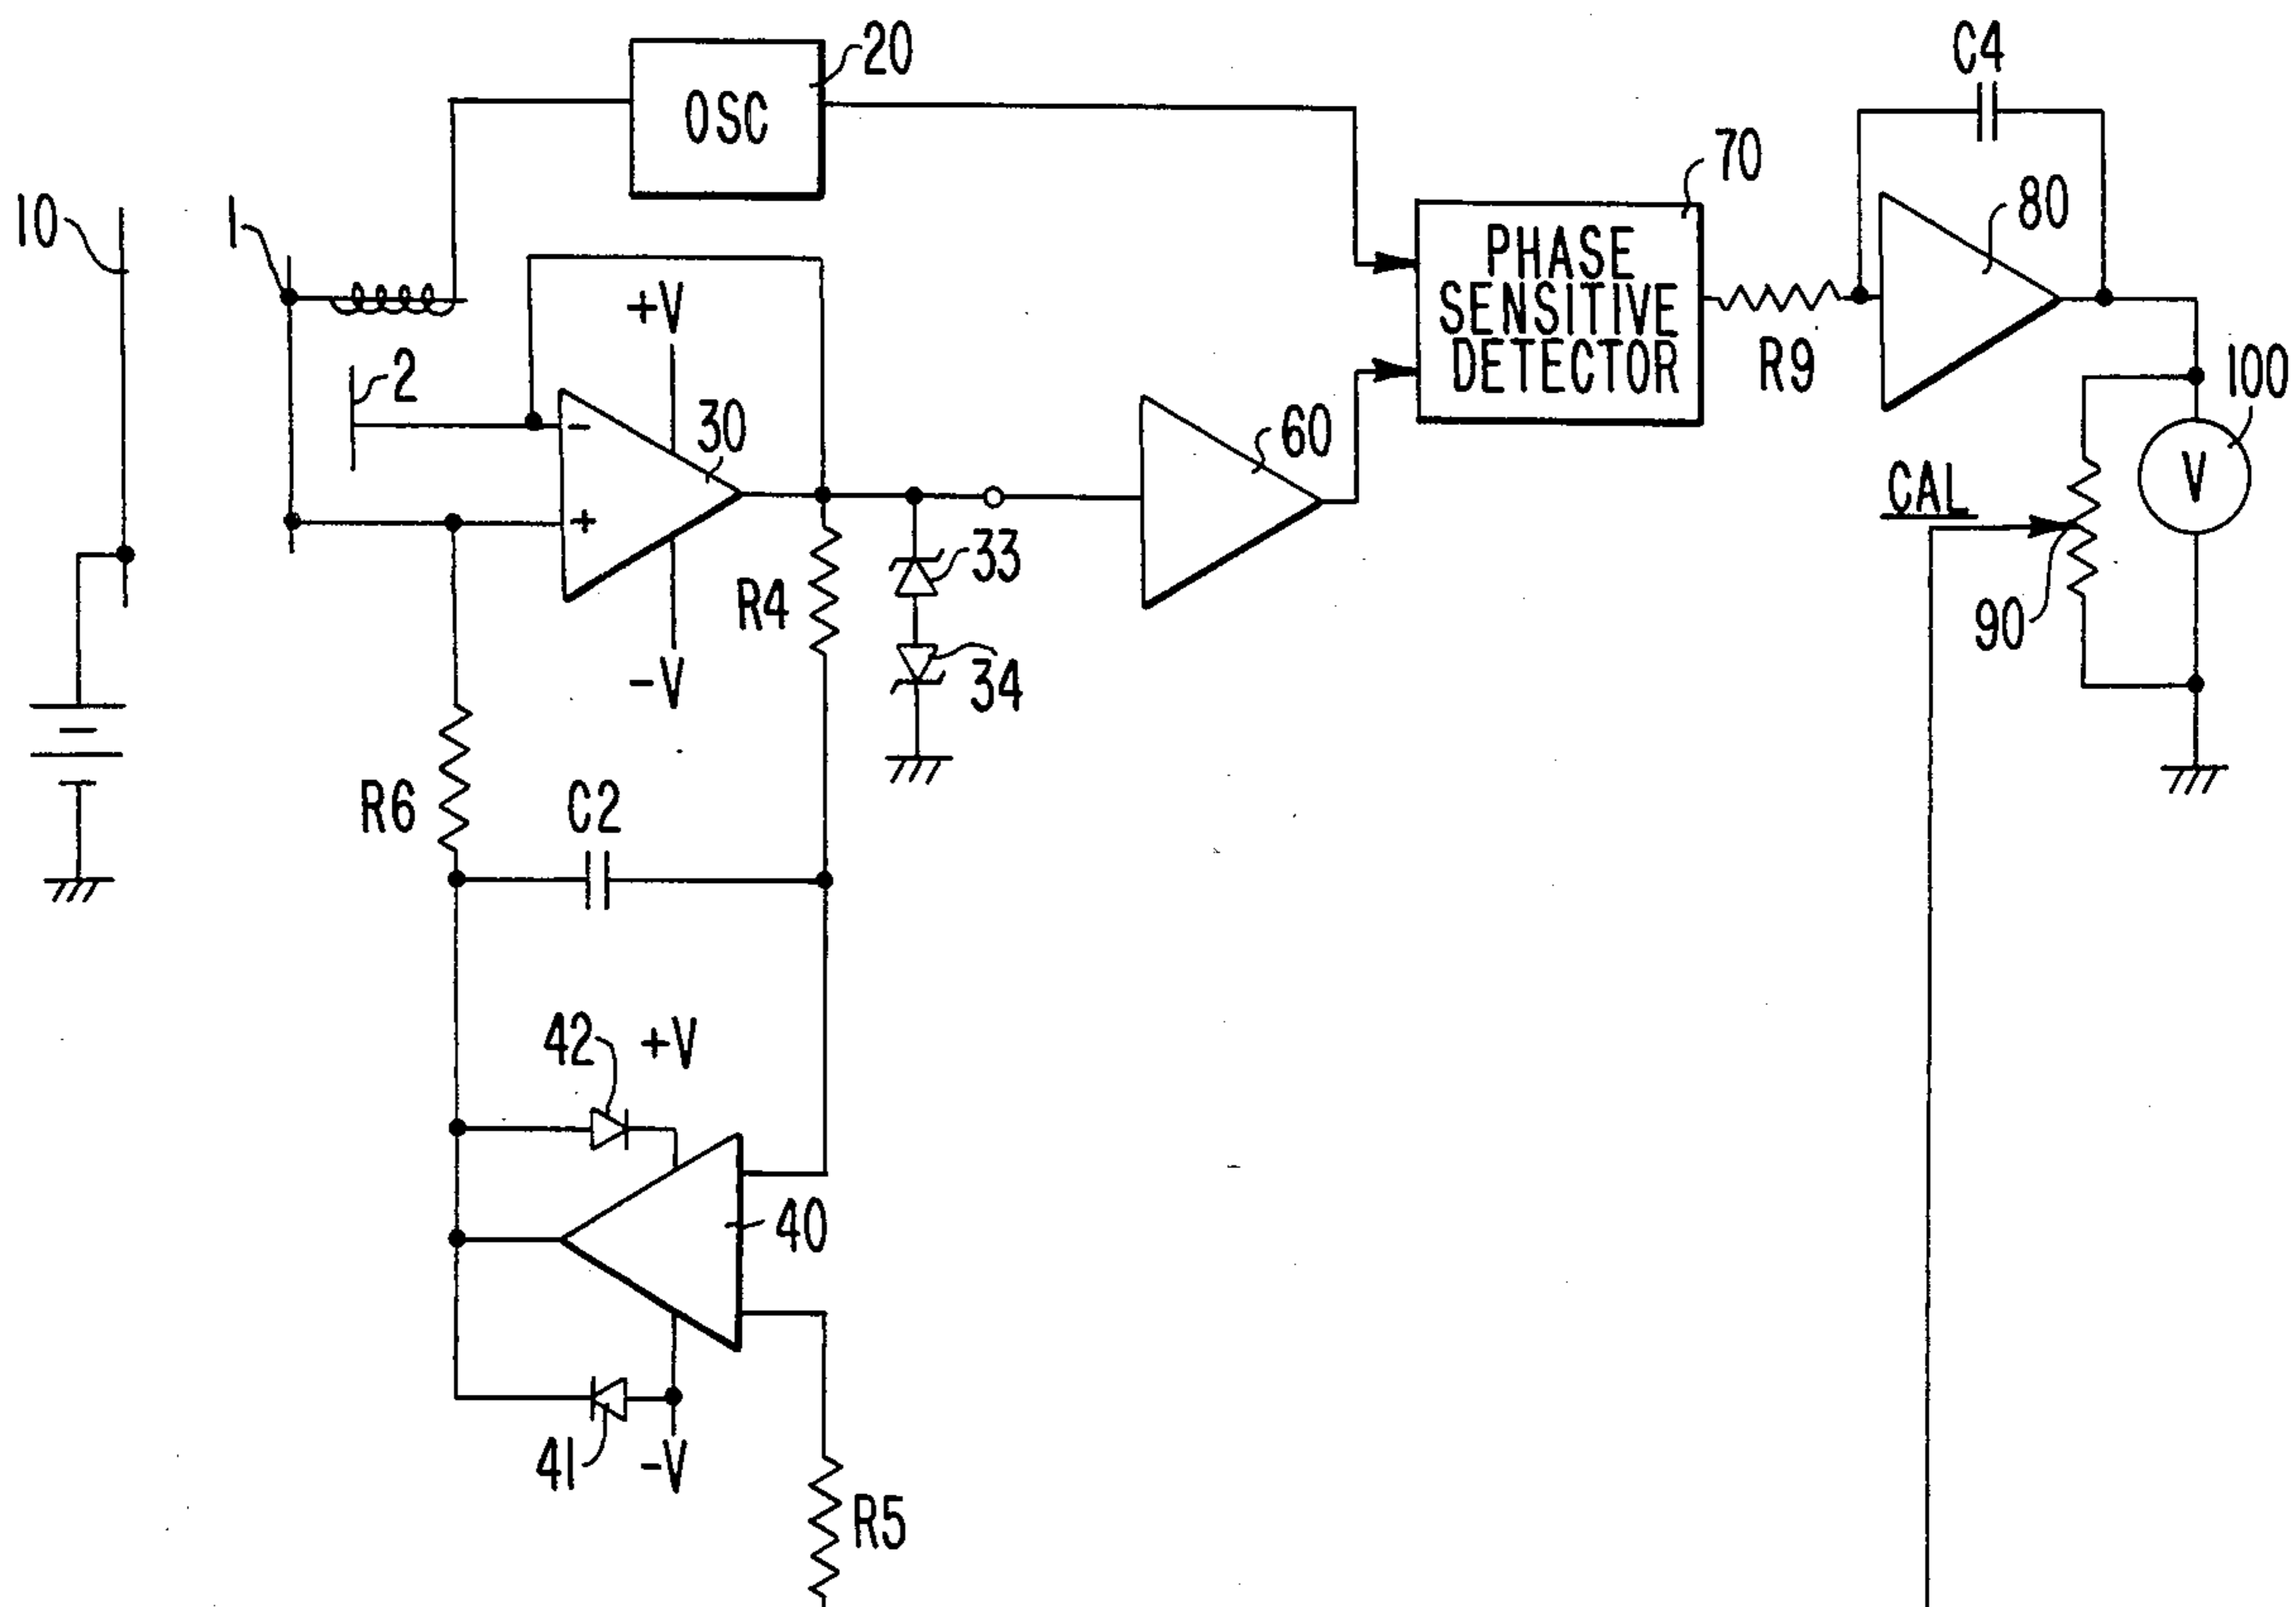 20
C4
OSC
70
10
1
PHASE
SENSITIVE
DETECTOR
80
+V
2
R9
100
30
-
60
V
CAL
+
33
R4
90
-V
34
R6
C2
42
+V
40
41
-V
R5